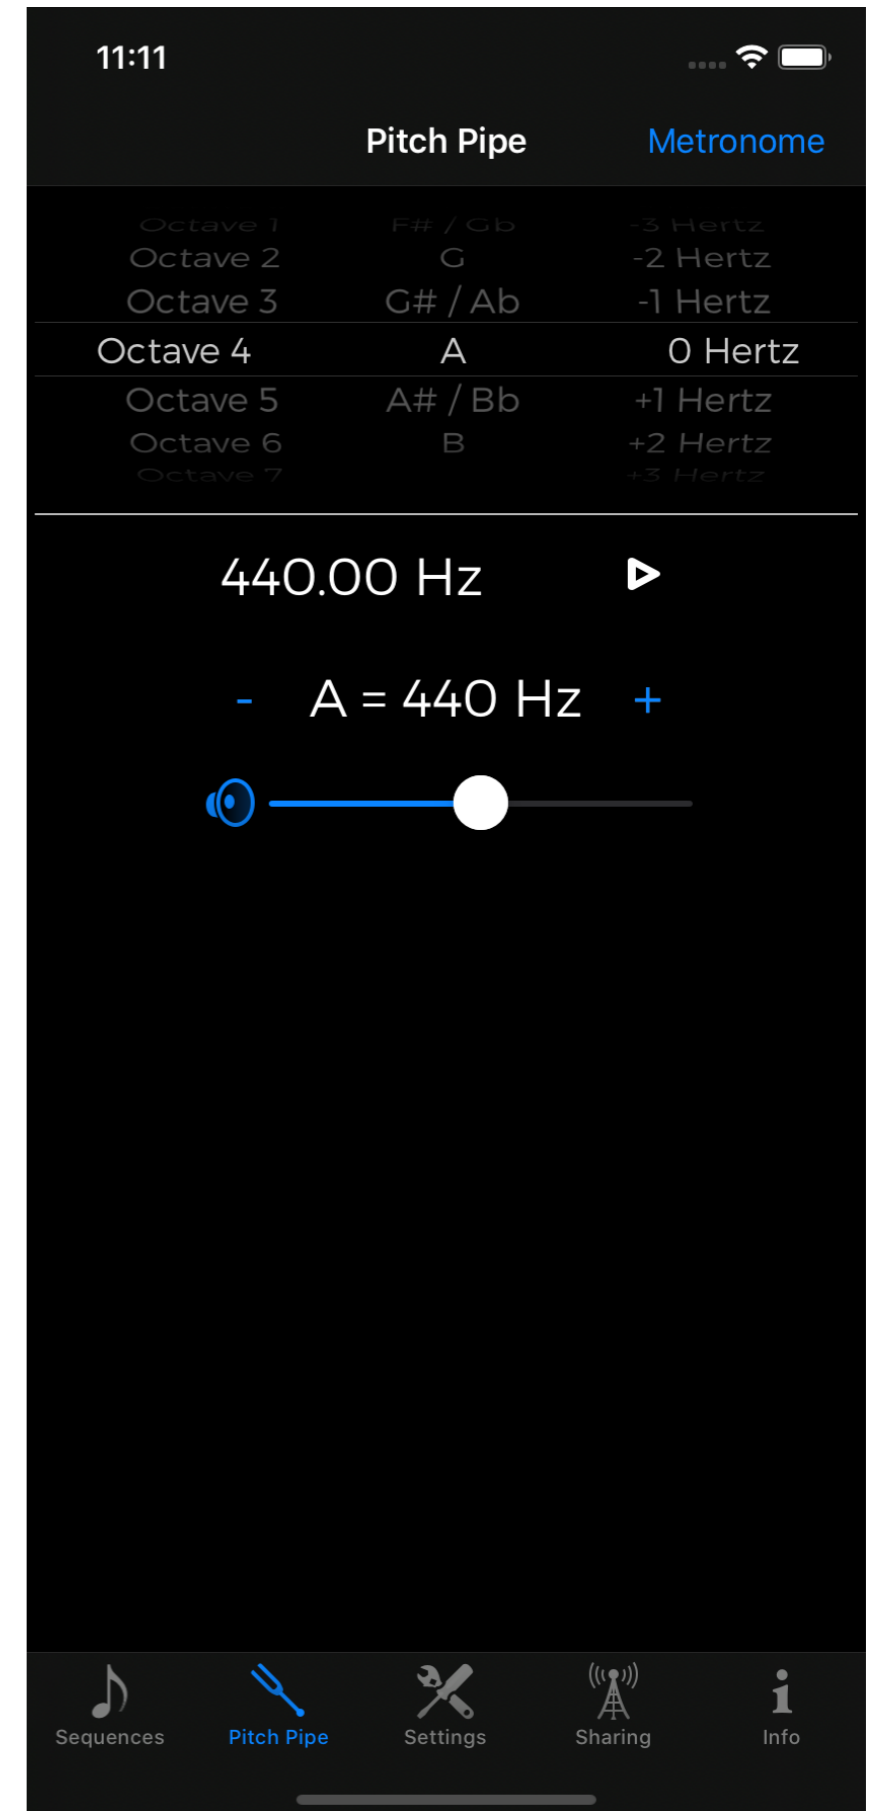 11:11
Pitch Pipe Metronome
Octave 1 F# / Gb -3 Hertz
Octave 2 G -2 Hertz
Octave 3 G# / Ab -1 Hertz
Octave 4 A 0 Hertz
Octave 5 A# / Bb +1 Hertz
Octave 6 B +2 Hertz
Octave 7 +3 Hertz
440.00 Hz
- A = 440 Hz +
Sequences Pitch Pipe Settings Sharing Info